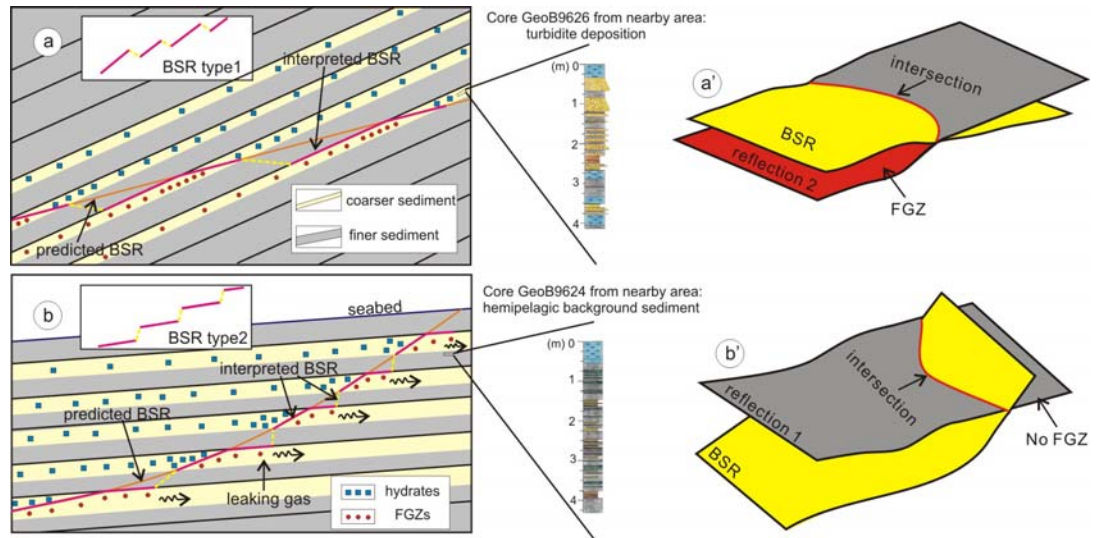 a
BSR type1
interpreted BSR
predicted BSR
coarser sediment
finer sediment
Core GeoB9626 from nearby area:
turbidite deposition
(m) 0
1
2
3
4
a'
intersection
BSR
reflection 2
FGZ
b
BSR type2
seabed
interpreted BSR
predicted BSR
leaking gas
hydrates
FGZs
Core GeoB9624 from nearby area:
hemipelagic background sediment
(m) 0
1
2
3
4
b'
intersection
reflection 1
BSR
No FGZ